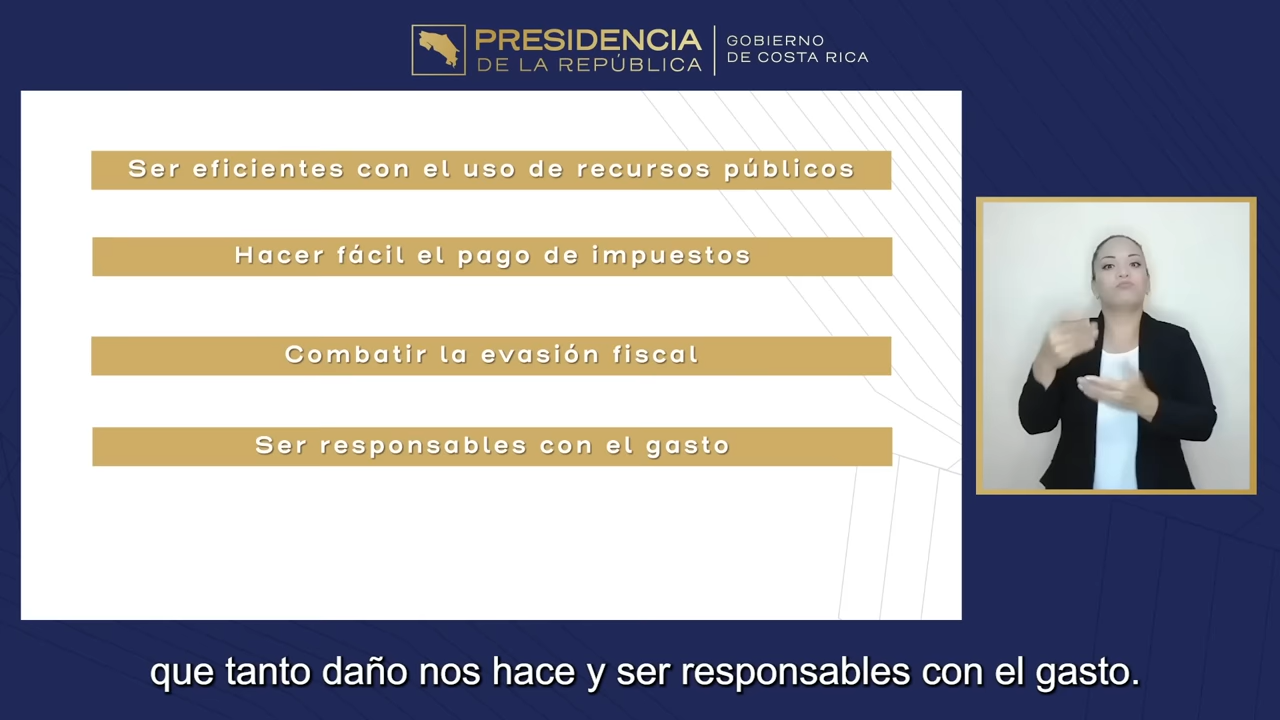 PRESIDENCIA
DE LA REPÚBLICA
GOBIERNO
DE COSTA RICA
Ser eficientes con el uso de recursos públicos
Hacer fácil el pago de impuestos
Combatir la evasión fiscal
Ser responsables con el gasto
que tanto daño nos hace y ser responsables con el gasto.